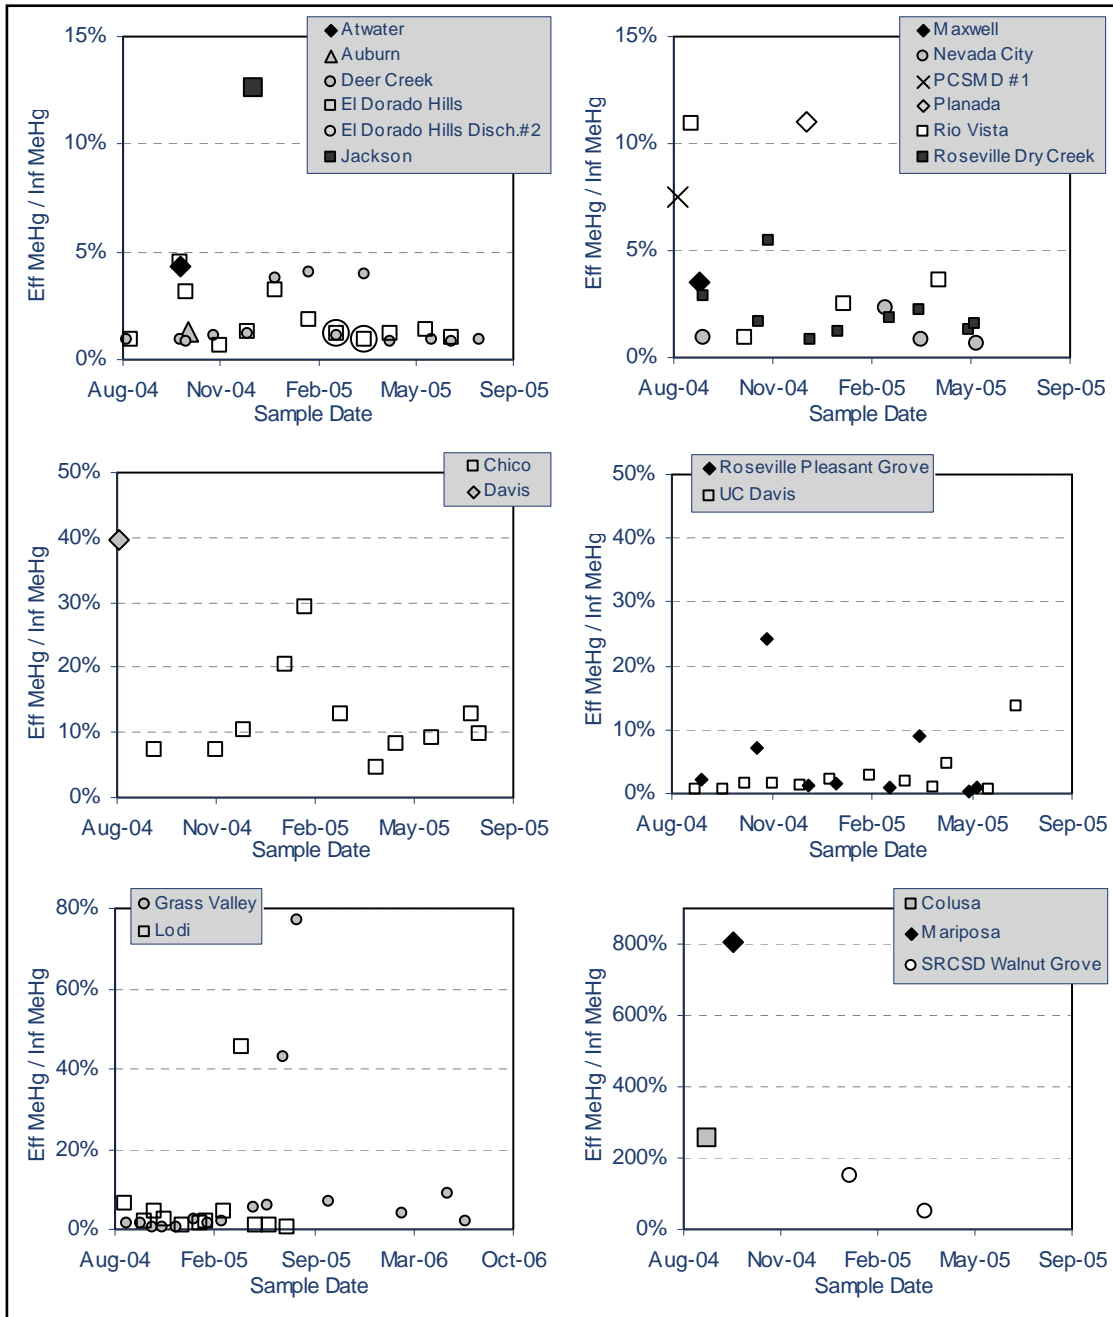 15%
10%
5%
0%
Eff MeHg / Inf MeHg
Atwater
Auburn
Deer Creek
El Dorado Hills
El Dorado Hills Disch.#2
Jackson
Aug-04 Nov-04 Feb-05 May-05 Sep-05
Sample Date
15%
10%
5%
0%
Eff MeHg / Inf MeHg
Maxwell
Nevada City
PCSMD #1
Planada
Rio Vista
Roseville Dry Creek
Aug-04 Nov-04 Feb-05 May-05 Sep-05
Sample Date
50%
40%
30%
20%
10%
0%
Eff MeHg / Inf MeHg
Chico
Davis
Aug-04 Nov-04 Feb-05 May-05 Sep-05
Sample Date
50%
40%
30%
20%
10%
0%
Eff MeHg / Inf MeHg
Roseville Pleasant Grove
UC Davis
Aug-04 Nov-04 Feb-05 May-05 Sep-05
Sample Date
80%
60%
40%
20%
0%
Eff MeHg / Inf MeHg
Grass Valley
Lodi
Aug-04 Feb-05 Sep-05 Mar-06 Oct-06
Sample Date
800%
600%
400%
200%
0%
Eff MeHg / Inf MeHg
Colusa
Mariposa
SRCSD Walnut Grove
Aug-04 Nov-04 Feb-05 May-05 Sep-05
Sample Date